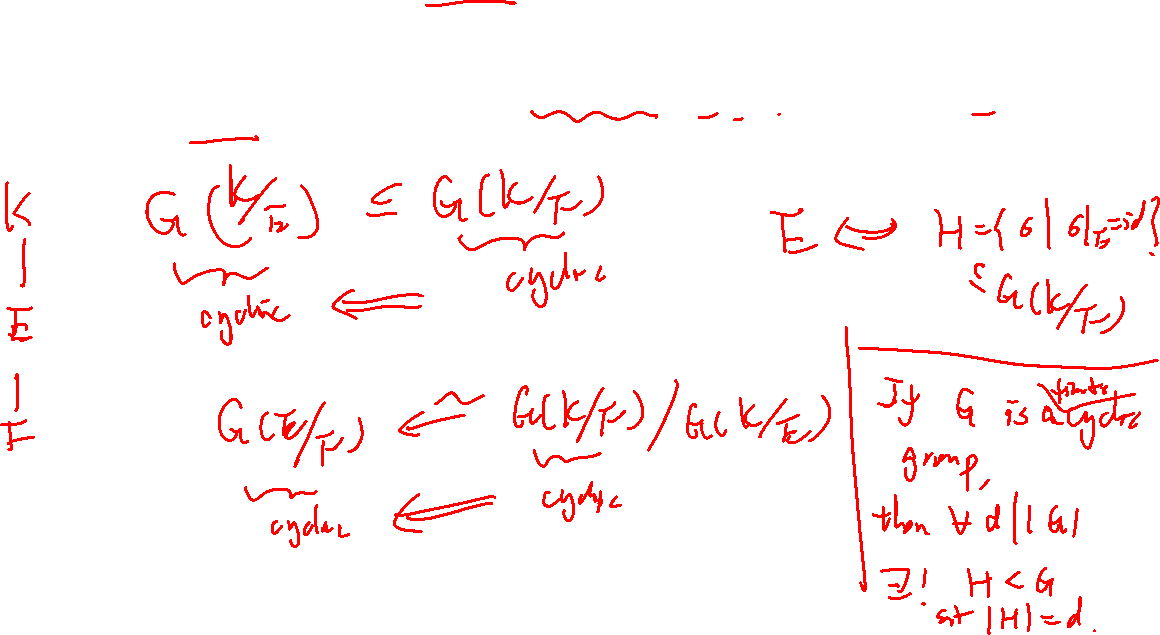 K
|
E
|
F
G(K/E) ≤ G(K/F)
cyclic ⇐ cyclic
E ↔ H = {σ | σ|_E = id}
≤ G(K/F)
G(E/F) ⟵~ G(K/F) / G(K/E)
cyclic ⇐ cyclic
If G is a finite cyclic
group,
then ∀ d | |G|
∃! H < G
s.t |H| = d.